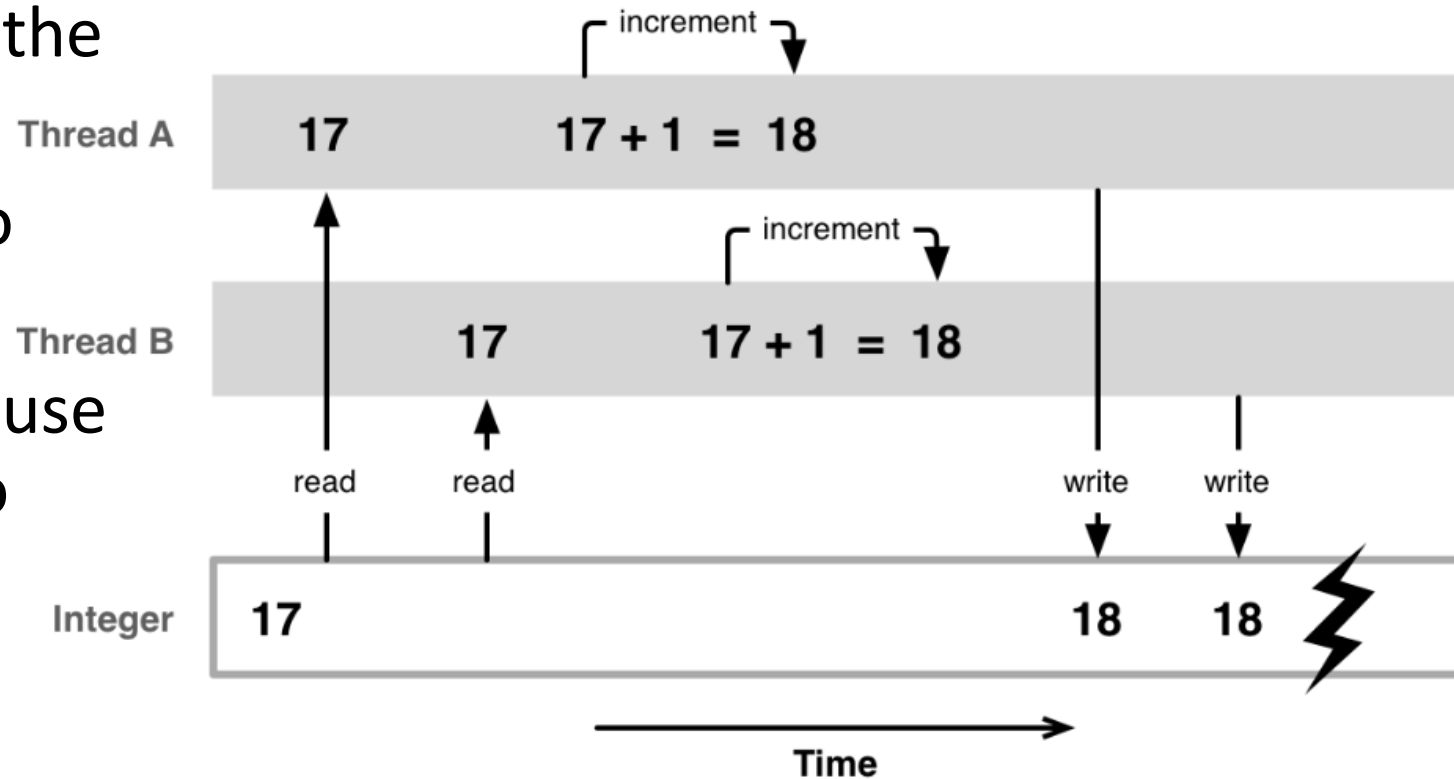 the
increment
Thread A 17 17 + 1 = 18
increment
Thread B 17 17 + 1 = 18
use
read read write write
Integer 17 18 18
Time